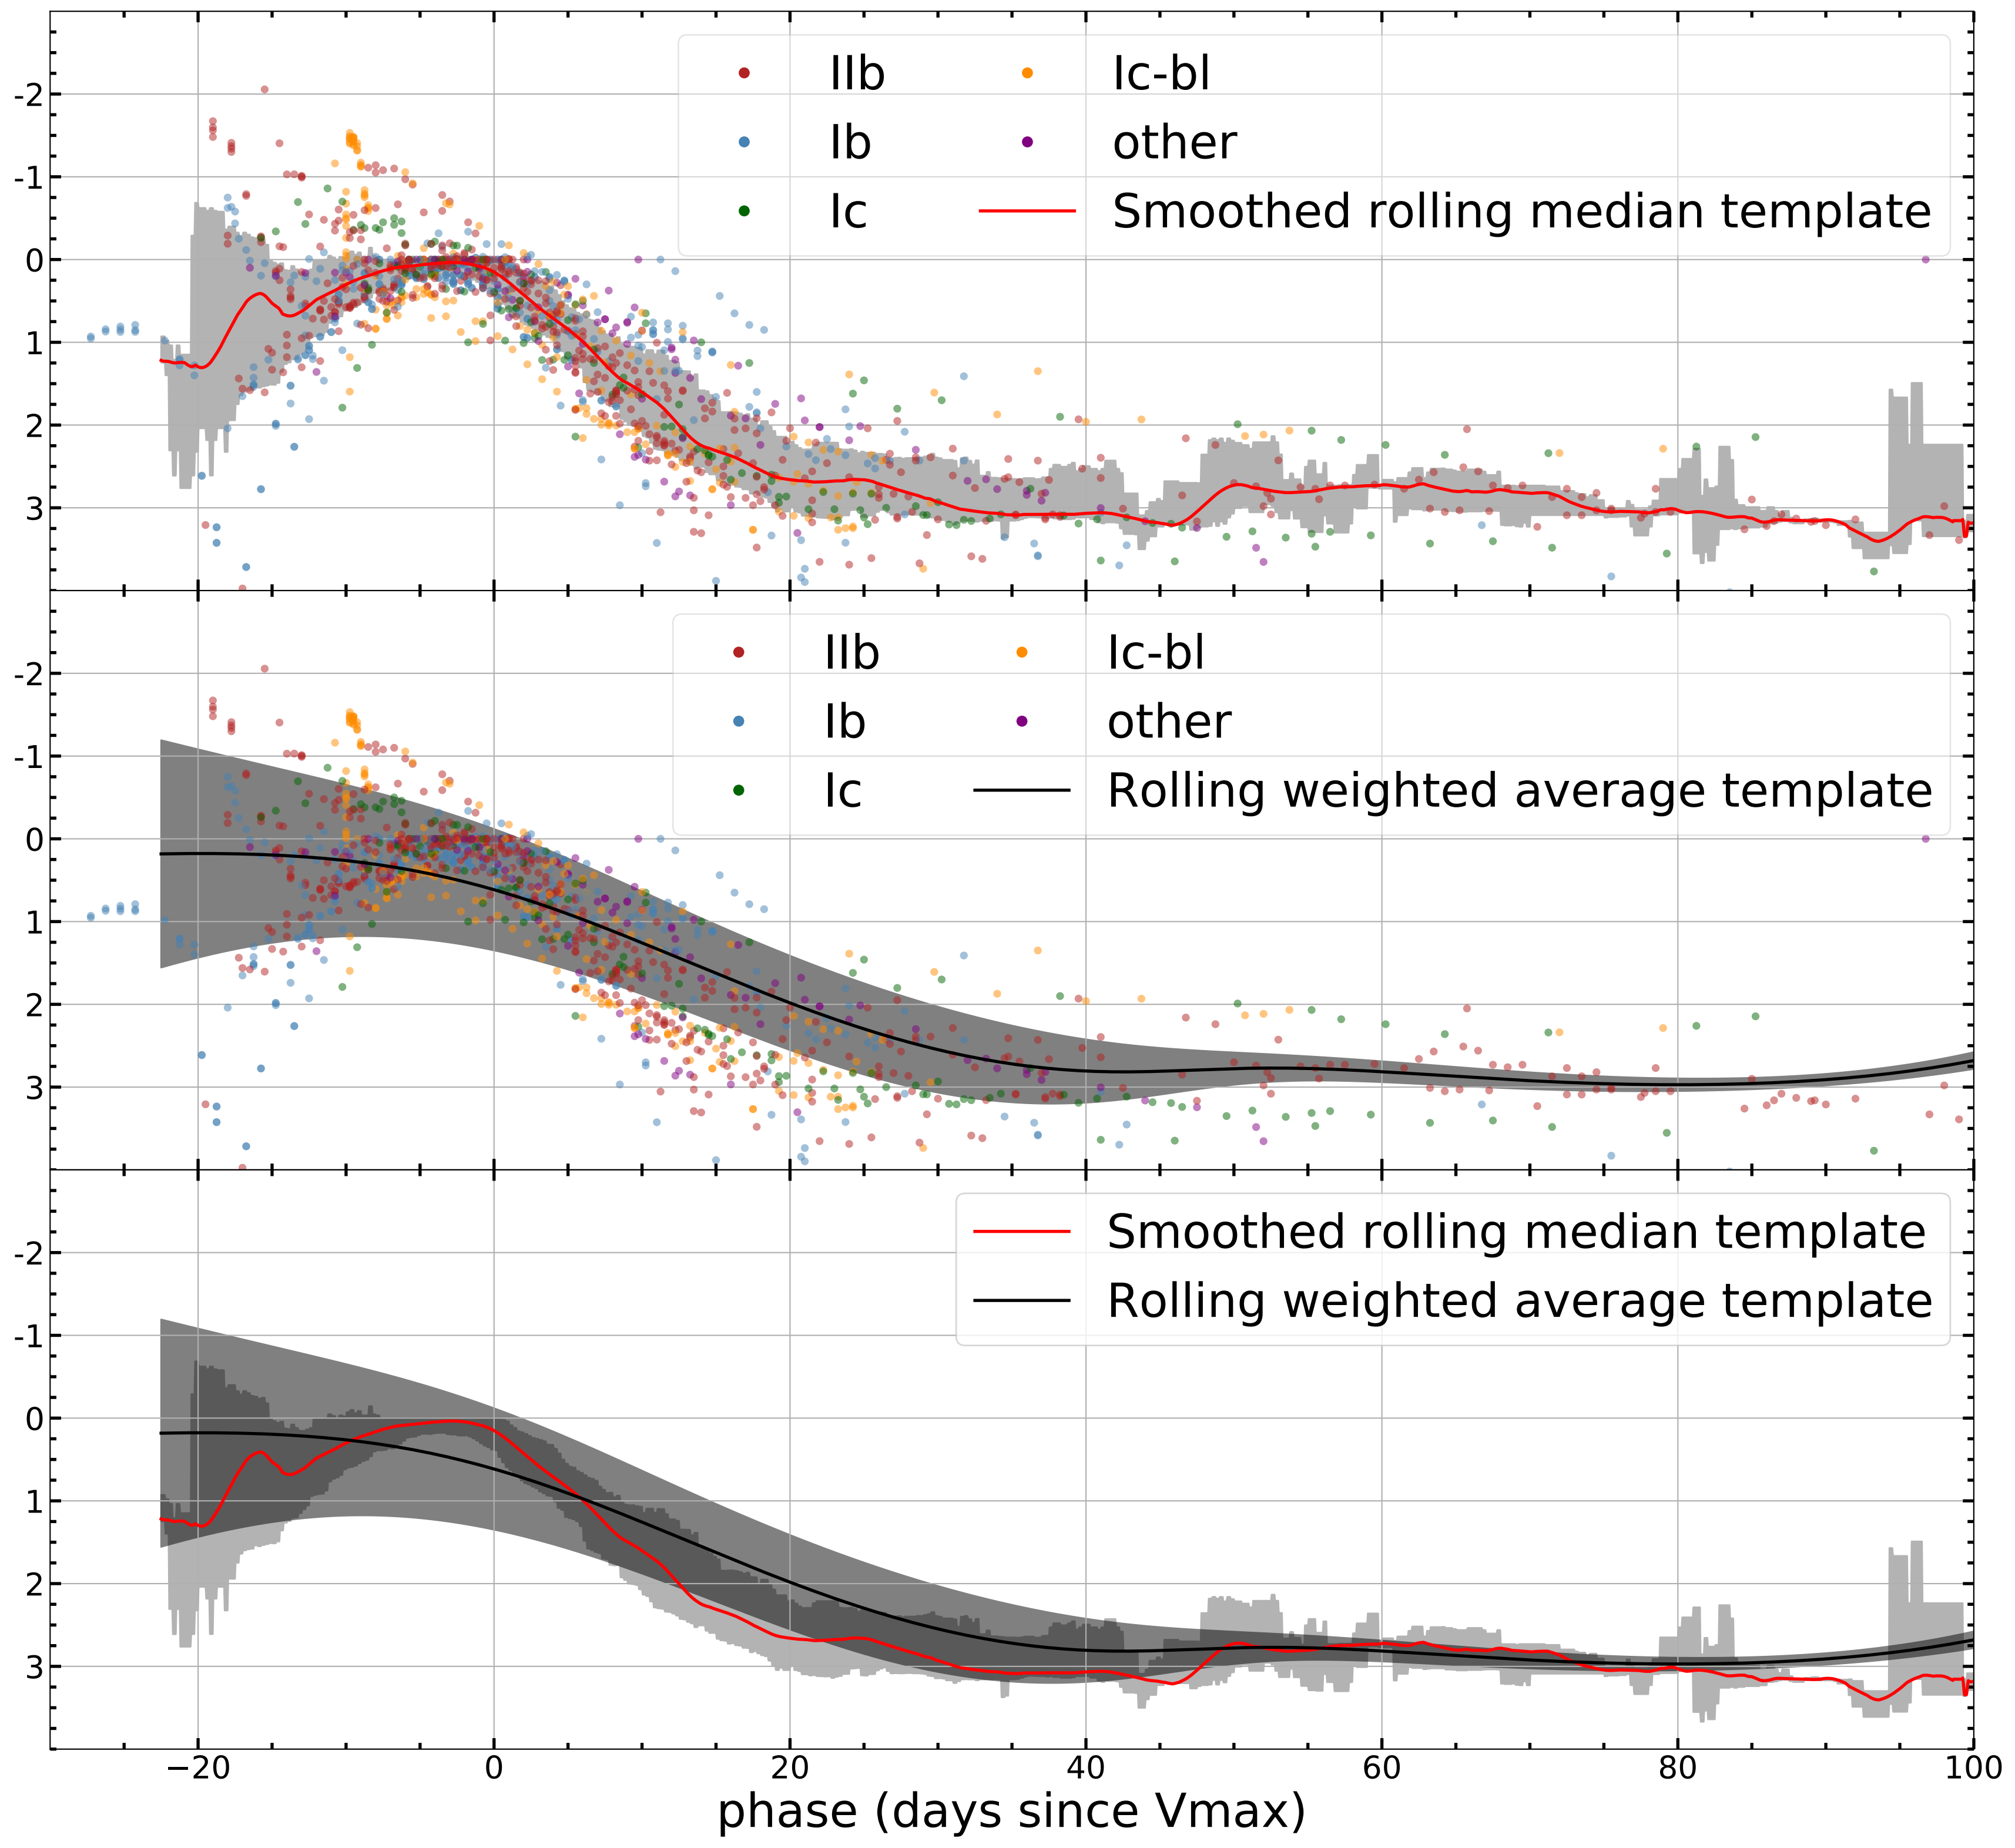 IIb Ic-bl
Ib other
Ic Smoothed rolling median template
-2
-1
0
1
2
3
IIb Ic-bl
Ib other
Ic Rolling weighted average template
-2
-1
0
1
2
3
Smoothed rolling median template
Rolling weighted average template
-2
-1
0
1
2
3
−20 0 20 40 60 80 100
phase (days since Vmax)